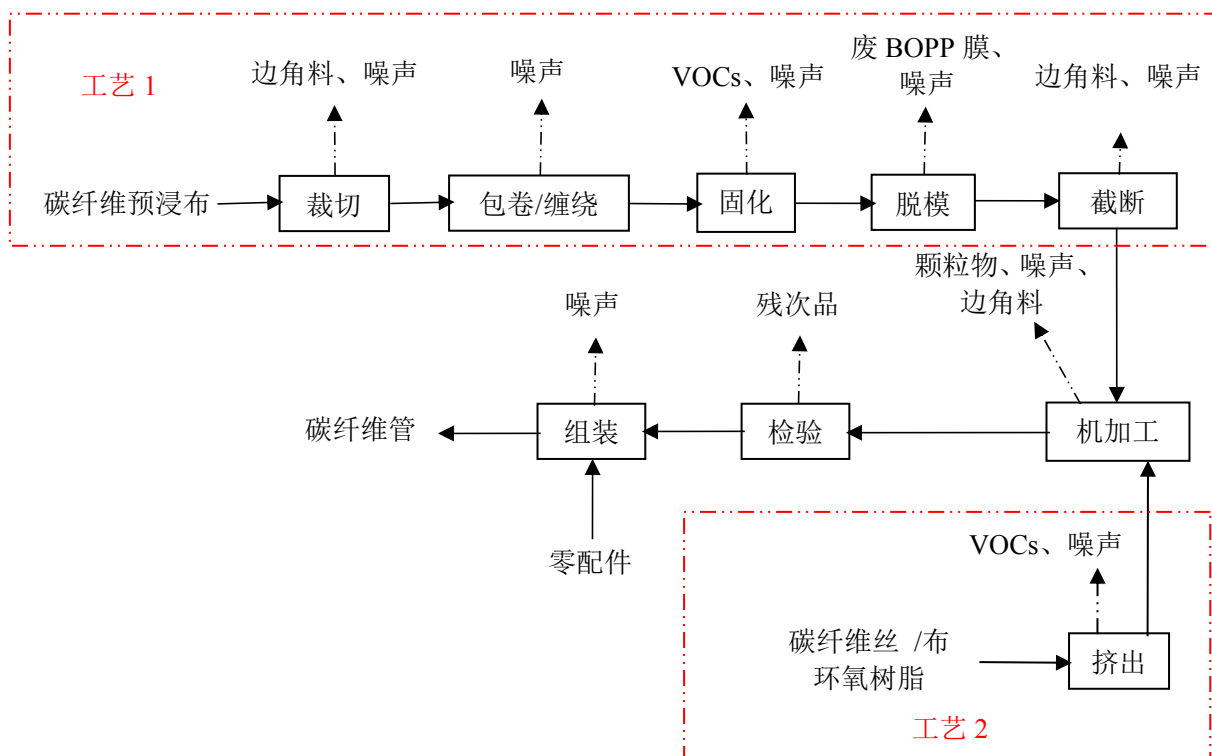 工艺 1
边角料、噪声
噪声
VOCs、噪声
废 BOPP 膜、
噪声
边角料、噪声
碳纤维预浸布
裁切
包卷/缠绕
固化
脱模
截断
颗粒物、噪声、
边角料
噪声
残次品
碳纤维管
组装
检验
机加工
零配件
VOCs、噪声
碳纤维丝 /布
环氧树脂
挤出
工艺 2